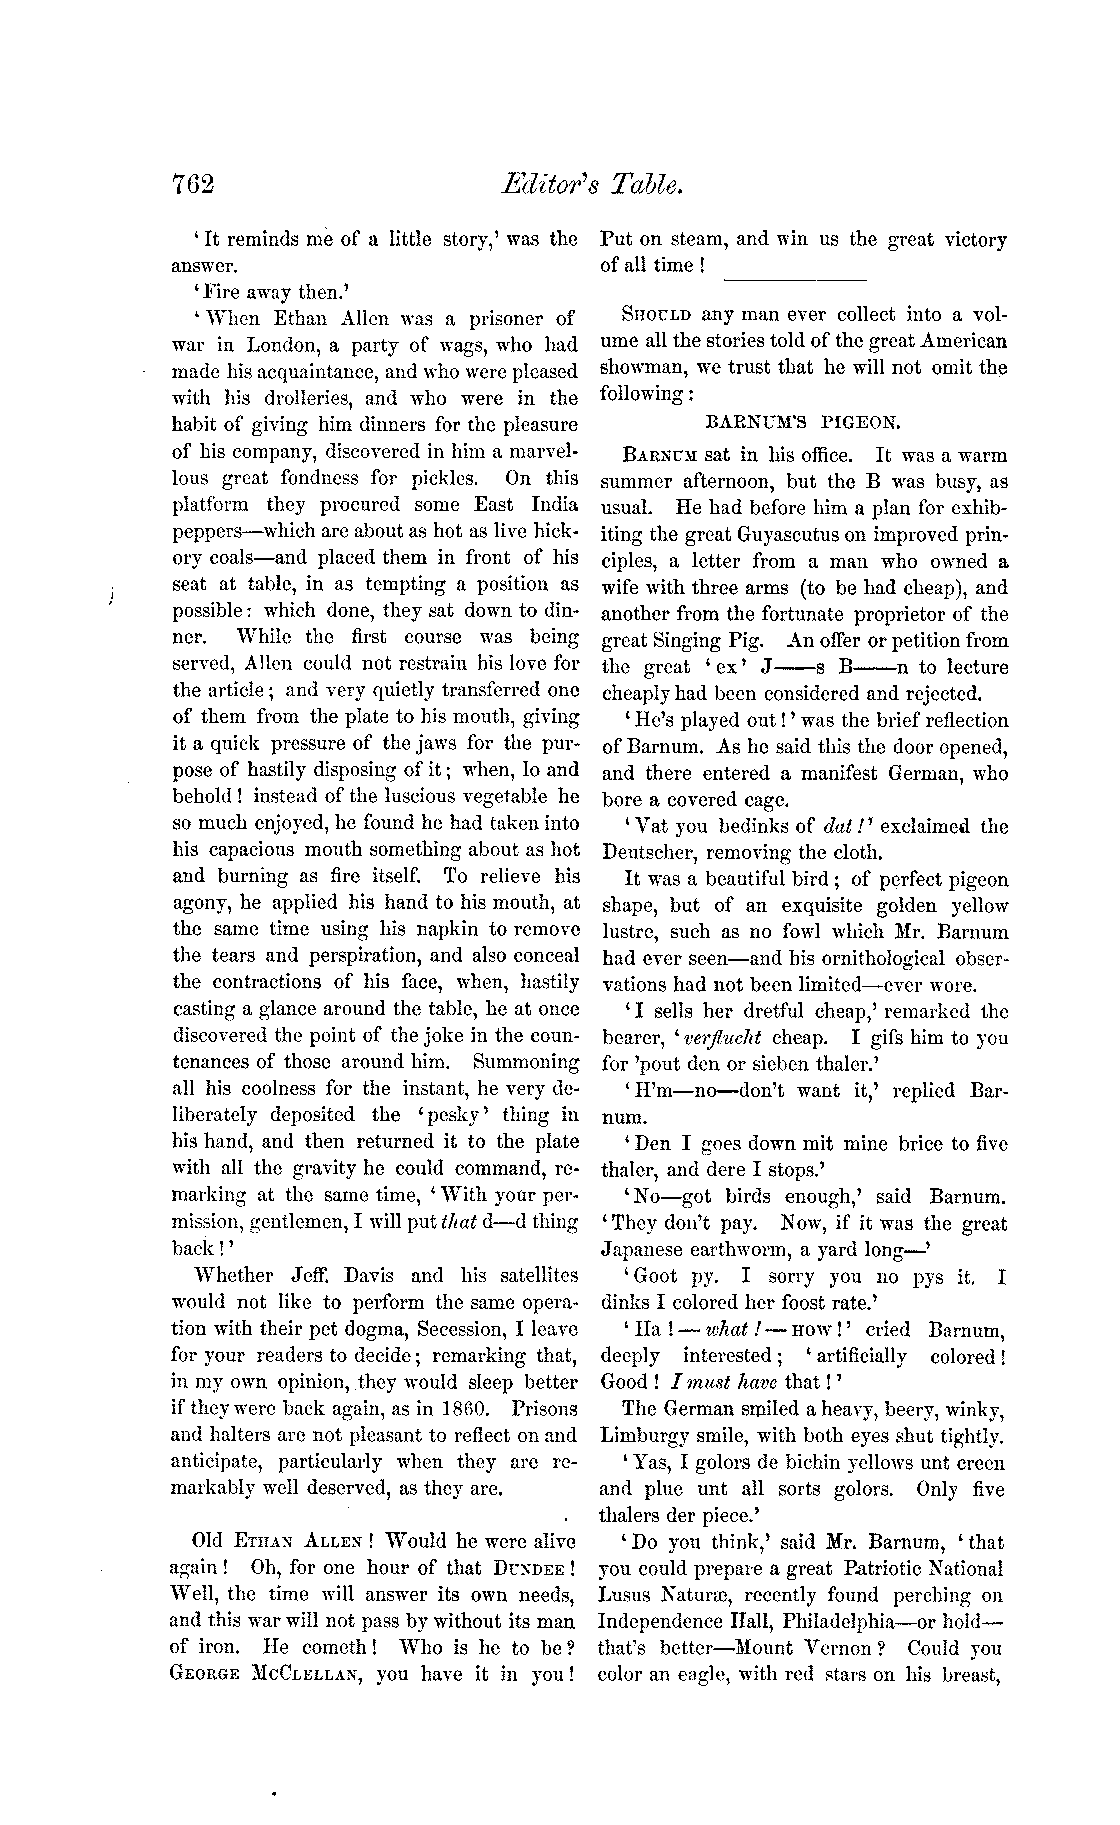 762
Editor's Table.
'It reminds me of a little story,' was the
answer.
'Fire away then.'
'When Ethan Allen was a prisoner of
war in London, a party of wags, who had
made his acquaintance, and who were pleased
with his drolleries, and who were in the
habit of giving him dinners for the pleasure
of his company, discovered in him a marvel-
lous great fondness for pickles. On this
platform they procured some East India
peppers—which are about as hot as live hick-
ory coals—and placed them in front of his
seat at table, in as tempting a position as
possible: which done, they sat down to din-
ner. While the first course was being
served, Allen could not restrain his love for
the article; and very quietly transferred one
of them from the plate to his mouth, giving
it a quick pressure of the jaws for the pur-
pose of hastily disposing of it; when, lo and
behold! instead of the luscious vegetable he
so much enjoyed, he found he had taken into
his capacious mouth something about as hot
and burning as fire itself. To relieve his
agony, he applied his hand to his mouth, at
the same time using his napkin to remove
the tears and perspiration, and also conceal
the contractions of his face, when, hastily
casting a glance around the table, he at once
discovered the point of the joke in the coun-
tenances of those around him. Summoning
all his coolness for the instant, he very de-
liberately deposited the 'pesky' thing in
his hand, and then returned it to the plate
with all the gravity he could command, re-
marking at the same time, 'With your per-
mission, gentlemen, I will put that d—d thing
back!'
Whether Jeff. Davis and his satellites
would not like to perform the same opera-
tion with their pet dogma, Secession, I leave
for your readers to decide; remarking that,
in my own opinion, they would sleep better
if they were back again, as in 1860. Prisons
and halters are not pleasant to reflect on and
anticipate, particularly when they are re-
markably well deserved, as they are.
Old ETHAN ALLEN! Would he were alive
again! Oh, for one hour of that DUNDEE!
Well, the time will answer its own needs,
and this war will not pass by without its man
of iron. He cometh! Who is he to be?
GEORGE MCCLELLAN, you have it in you!
Put on steam, and win us the great victory
of all time!
SHOULD any man ever collect into a vol-
ume all the stories told of the great American
showman, we trust that he will not omit the
following:
BARNUM'S PIGEON.
BARNUM sat in his office. It was a warm
summer afternoon, but the B was busy, as
usual. He had before him a plan for exhib-
iting the great Guyascutus on improved prin-
ciples, a letter from a man who owned a
wife with three arms (to be had cheap), and
another from the fortunate proprietor of the
great Singing Pig. An offer or petition from
the great 'ex' J——s B——n to lecture
cheaply had been considered and rejected.
'He's played out!' was the brief reflection
of Barnum. As he said this the door opened,
and there entered a manifest German, who
bore a covered cage.
'Vat you bedinks of dat!' exclaimed the
Deutscher, removing the cloth.
It was a beautiful bird; of perfect pigeon
shape, but of an exquisite golden yellow
lustre, such as no fowl which Mr. Barnum
had ever seen—and his ornithological obser-
vations had not been limited—ever wore.
'I sells her dretful cheap,' remarked the
bearer, 'verflucht cheap. I gifs him to you
for 'pout den or sieben thaler.'
'H'm—no—don't want it,' replied Bar-
num.
'Den I goes down mit mine brice to five
thaler, and dere I stops.'
'No—got birds enough,' said Barnum.
'They don't pay. Now, if it was the great
Japanese earthworm, a yard long—'
'Goot py. I sorry you no pys it. I
dinks I colored her foost rate.'
'Ha!—what!—HOW!' cried Barnum,
deeply interested; 'artificially colored!
Good! I must have that!'
The German smiled a heavy, beery, winky,
Limburgy smile, with both eyes shut tightly.
'Yas, I golors de bichin yellows unt creen
and plue unt all sorts golors. Only five
thalers der piece.'
'Do you think,' said Mr. Barnum, 'that
you could prepare a great Patriotic National
Lusus Naturæ, recently found perching on
Independence Hall, Philadelphia—or hold—
that's better—Mount Vernon? Could you
color an eagle, with red stars on his breast,